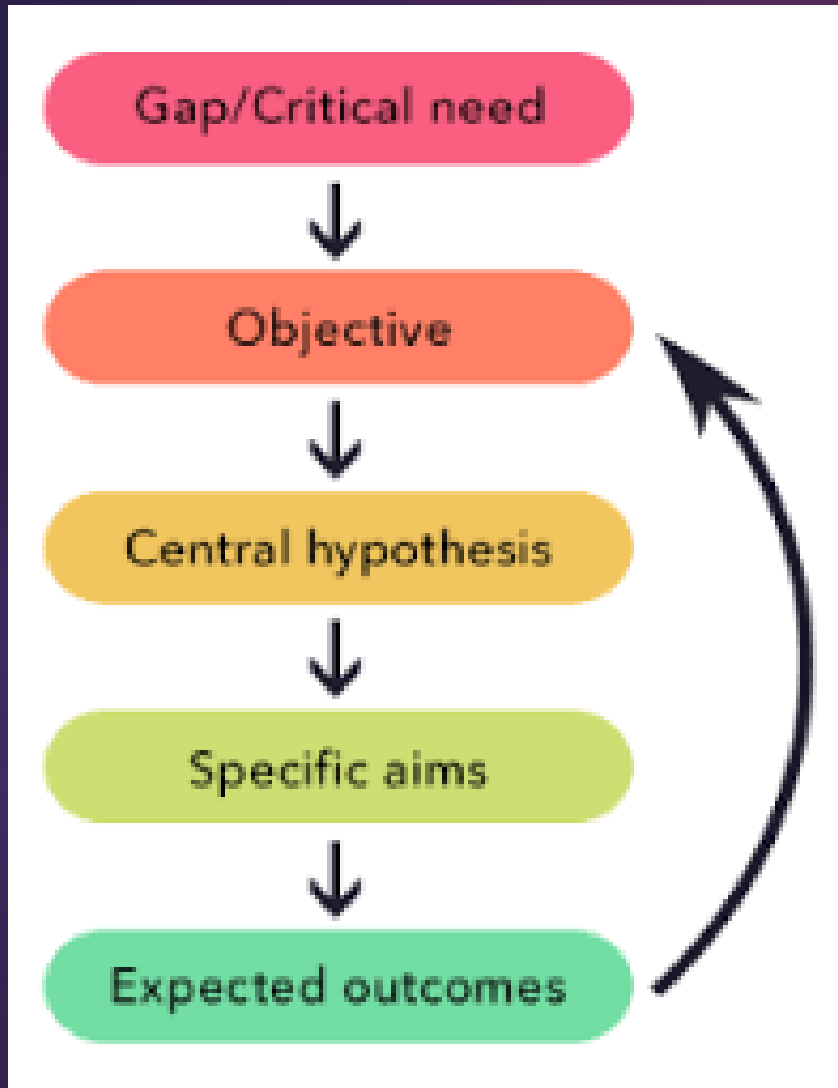 Gap/Critical need
Objective
Central hypothesis
Specific aims
Expected outcomes